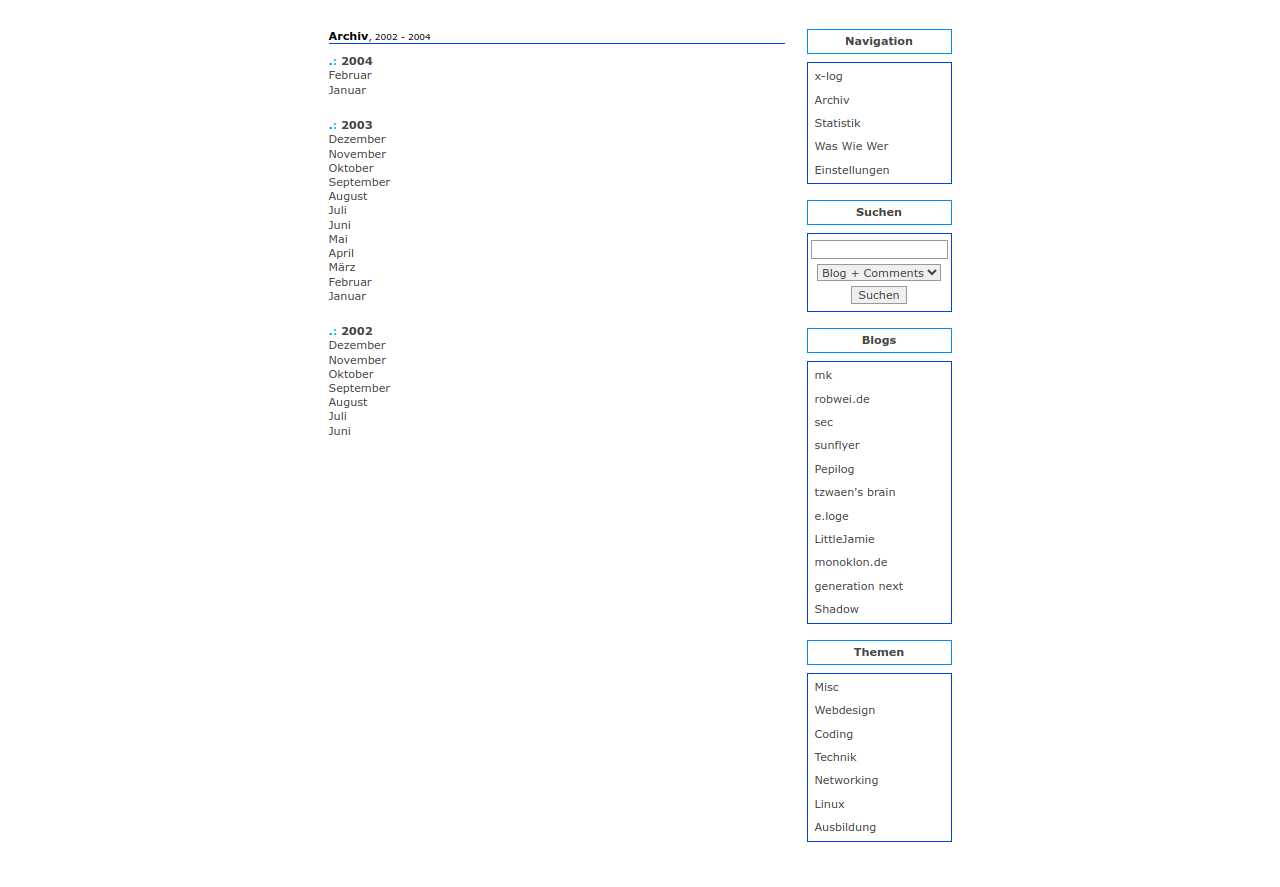 Archiv, 2002 - 2004
.: 2004
Februar
Januar
.: 2003
Dezember
November
Oktober
September
August
Juli
Juni
Mai
April
März
Februar
Januar
.: 2002
Dezember
November
Oktober
September
August
Juli
Juni
Navigation
x-log
Archiv
Statistik
Was Wie Wer
Einstellungen
Suchen
Blog + Comments
Suchen
Blogs
mk
robwei.de
sec
sunflyer
Pepilog
tzwaen's brain
e.loge
LittleJamie
monoklon.de
generation next
Shadow
Themen
Misc
Webdesign
Coding
Technik
Networking
Linux
Ausbildung